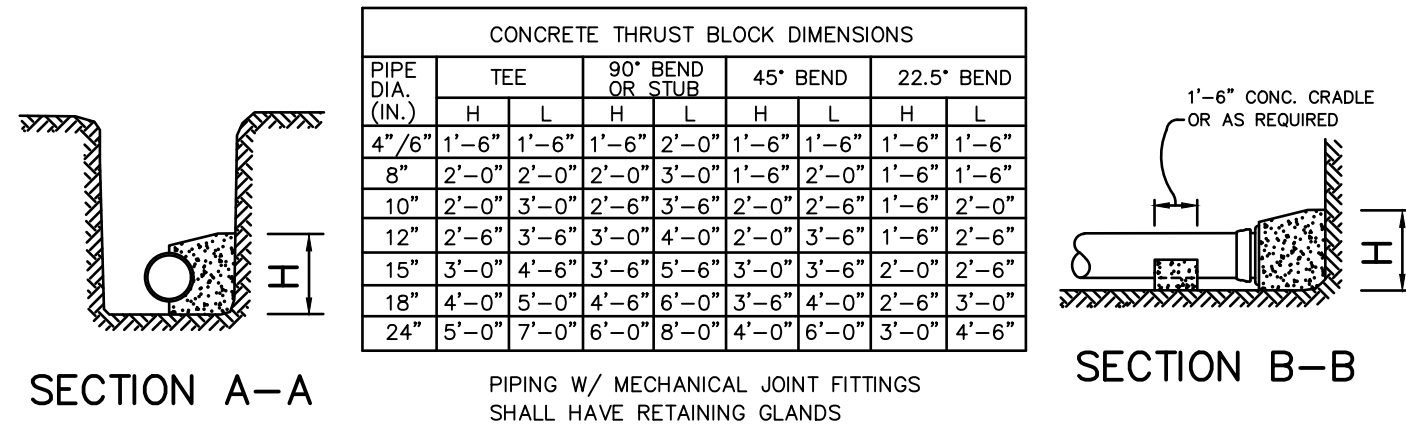 CONCRETE THRUST BLOCK DIMENSIONS
PIPE DIA. (IN.) TEE 90° BEND OR STUB 45° BEND 22.5° BEND
H L H L H L H L
4"/6" 1'-6" 1'-6" 1'-6" 2'-0" 1'-6" 1'-6" 1'-6" 1'-6"
8" 2'-0" 2'-0" 2'-0" 3'-0" 1'-6" 2'-0" 1'-6" 1'-6"
10" 2'-0" 3'-0" 2'-6" 3'-6" 2'-0" 2'-6" 1'-6" 2'-0"
12" 2'-6" 3'-6" 3'-0" 4'-0" 2'-0" 3'-6" 1'-6" 2'-6"
15" 3'-0" 4'-6" 3'-6" 5'-6" 3'-0" 3'-6" 2'-0" 2'-6"
18" 4'-0" 5'-0" 4'-6" 6'-0" 3'-6" 4'-0" 2'-6" 3'-0"
24" 5'-0" 7'-0" 6'-0" 8'-0" 4'-0" 6'-0" 3'-0" 4'-6"
PIPING W/ MECHANICAL JOINT FITTINGS
SHALL HAVE RETAINING GLANDS
H
SECTION A-A
1'-6" CONC. CRADLE
OR AS REQUIRED
H
SECTION B-B